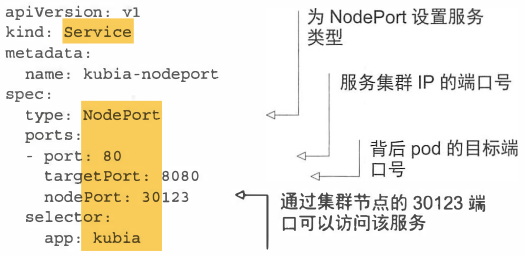 apiVersion: v1
kind: Service
metadata:
  name: kubia-nodeport
spec:
  type: NodePort
  ports:
  - port: 80
    targetPort: 8080
    nodePort: 30123
  selector:
    app: kubia
为 NodePort 设置服务
类型
服务集群 IP 的端口号
背后 pod 的目标端
口号
通过集群节点的 30123 端
口可以访问该服务